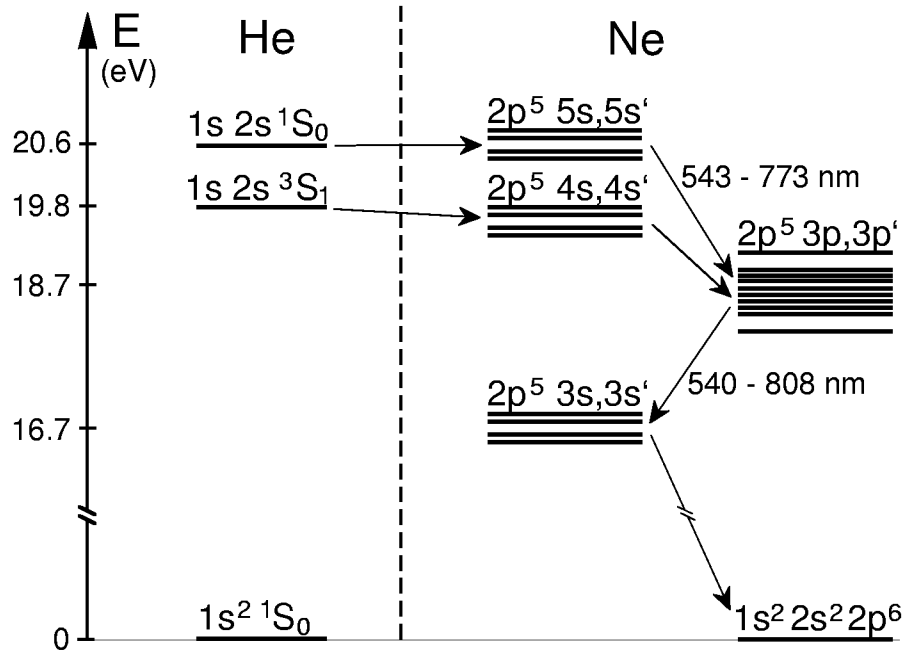 E
(eV)
He
Ne
20.6
19.8
18.7
16.7
0
1s 2s ¹S₀
1s 2s ³S₁
1s² ¹S₀
2p⁵ 5s,5s‘
2p⁵ 4s,4s‘
2p⁵ 3s,3s‘
543 - 773 nm
2p⁵ 3p,3p‘
540 - 808 nm
1s² 2s² 2p⁶